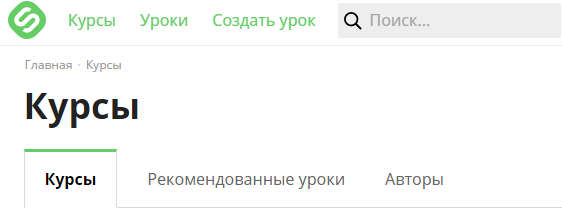 Курсы Уроки Создать урок Поиск...
Главная · Курсы
Курсы
Курсы Рекомендованные уроки Авторы